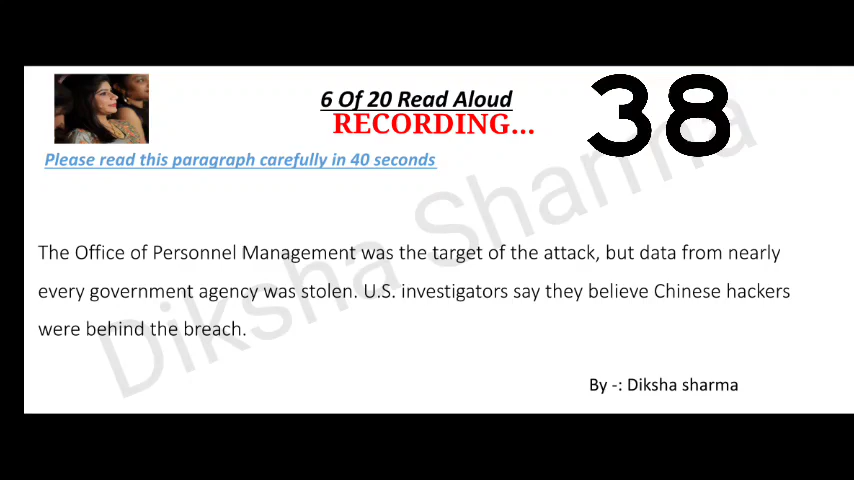 6 Of 20 Read Aloud
38
RECORDING...
Please read this paragraph carefully in 40 seconds
The Office of Personnel Management was the target of the attack, but data from nearly
every government agency was stolen. U.S. investigators say they believe Chinese hackers
were behind the breach.
Diksha Sharma
By -: Diksha sharma